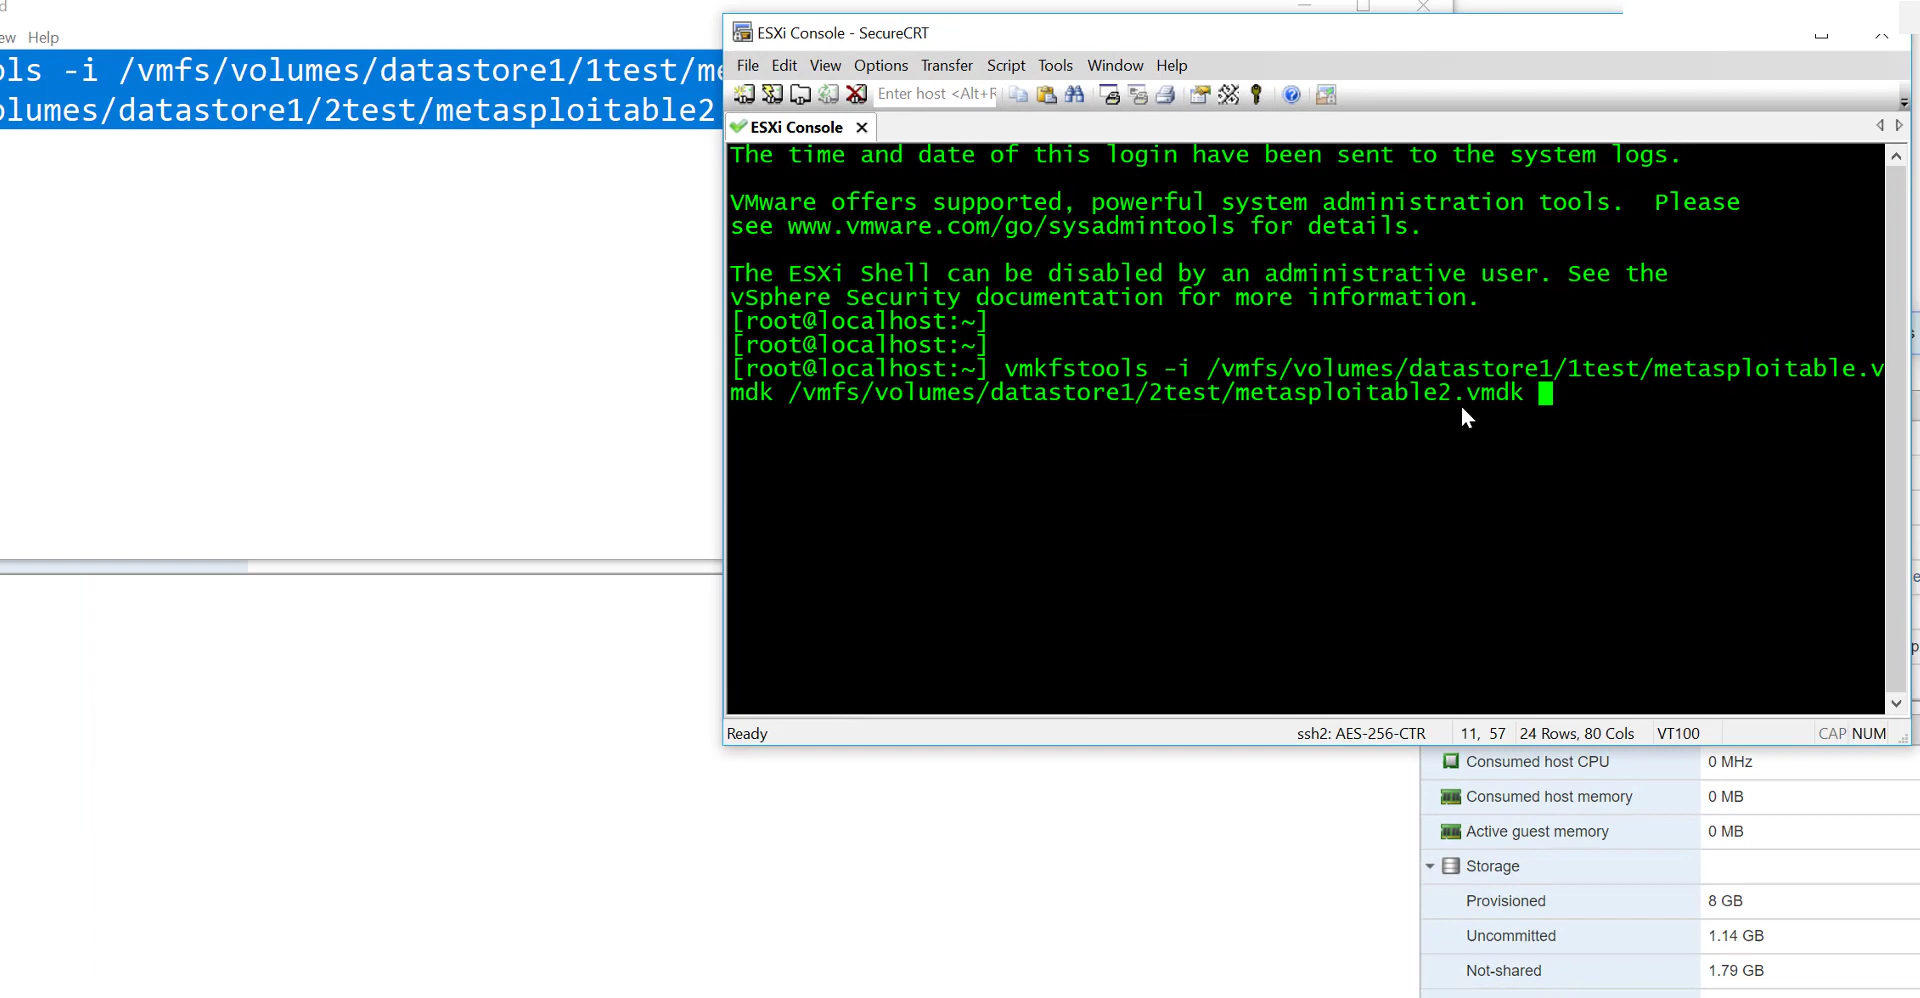 ew Help
ols -i /vmfs/volumes/datastore1/1test/me
olumes/datastore1/2test/metasploitable2
ESXi Console - SecureCRT
File Edit View Options Transfer Script Tools Window Help
Enter host <Alt+R
ESXi Console
The time and date of this login have been sent to the system logs.
VMware offers supported, powerful system administration tools.  Please
see www.vmware.com/go/sysadmintools for details.
The ESXi Shell can be disabled by an administrative user. See the
vSphere Security documentation for more information.
[root@localhost:~]
[root@localhost:~]
[root@localhost:~] vmkfstools -i /vmfs/volumes/datastore1/1test/metasploitable.v
mdk /vmfs/volumes/datastore1/2test/metasploitable2.vmdk
Ready ssh2: AES-256-CTR 11, 57 24 Rows, 80 Cols VT100 CAP NUM
Consumed host CPU 0 MHz
Consumed host memory 0 MB
Active guest memory 0 MB
Storage
Provisioned 8 GB
Uncommitted 1.14 GB
Not-shared 1.79 GB